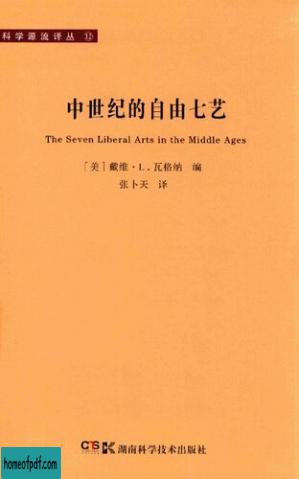 科学源流译丛 ⑫
中世纪的自由七艺
The Seven Liberal Arts in the Middle Ages
［美］戴维·L.瓦格纳 编
张卜天 译
CTS 湖南科学技术出版社
homeofpdf.com